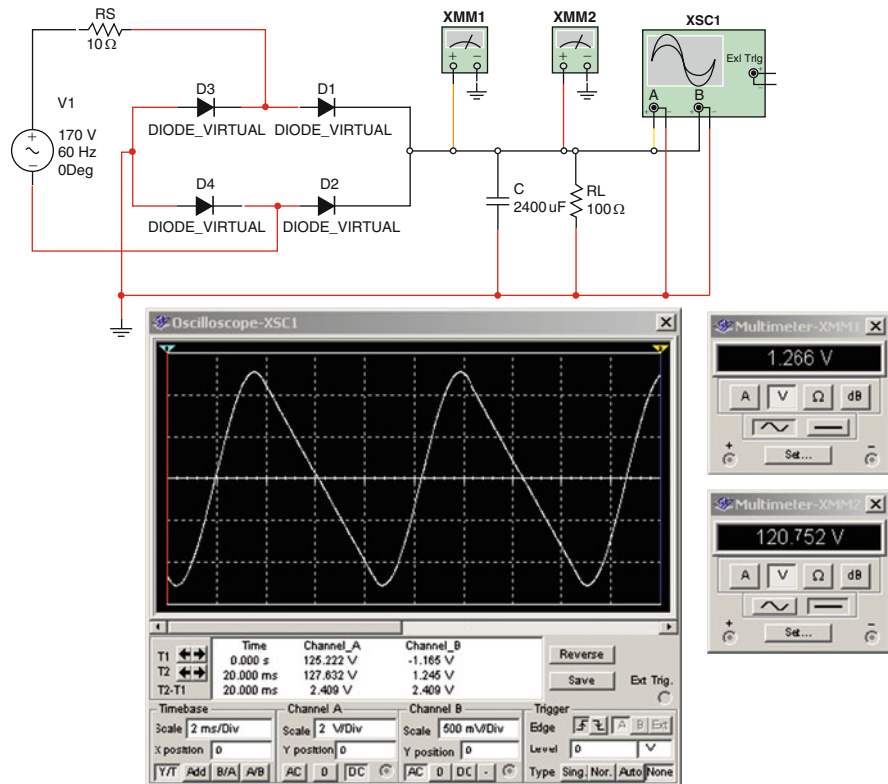 RS
10Ω
XMM1
XMM2
XSC1
Exl Trlg
A
B
V1
170 V
60 Hz
0Deg
D3
D1
DIODE_VIRTUAL
DIODE_VIRTUAL
D4
D2
DIODE_VIRTUAL
DIODE_VIRTUAL
C
2400uF
RL
100Ω
Oscilloscope-XSC1
Time
Channel_A
Channel_B
T1
0.000 s
125.222 V
-1.165 V
T2
20.000 ms
127.632 V
1.245 V
T2-T1
20.000 ms
2.409 V
2.409 V
Reverse
Save
Ext Trig.
Timebase
Scale 2 ms/Div
X position 0
Y/T Add B/A A/B
Channel A
Scale 2 V/Div
Y position 0
AC 0 DC
Channel B
Scale 500 mV/Div
Y position 0
AC 0 DC -
Trigger
Edge A B Ext
Level 0 V
Type Sing. Nor. Auto None
Multimeter-XMM1
1.266 V
A V Ω dB
Set...
Multimeter-XMM2
120.752 V
A V Ω dB
Set...